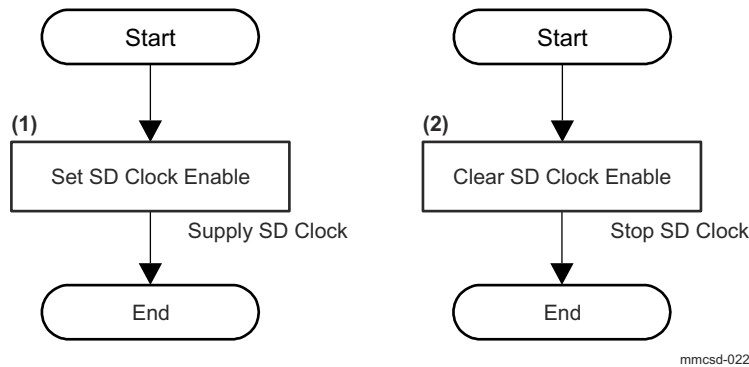 Start
(1)
Set SD Clock Enable
Supply SD Clock
End
Start
(2)
Clear SD Clock Enable
Stop SD Clock
End
mmcsd-022